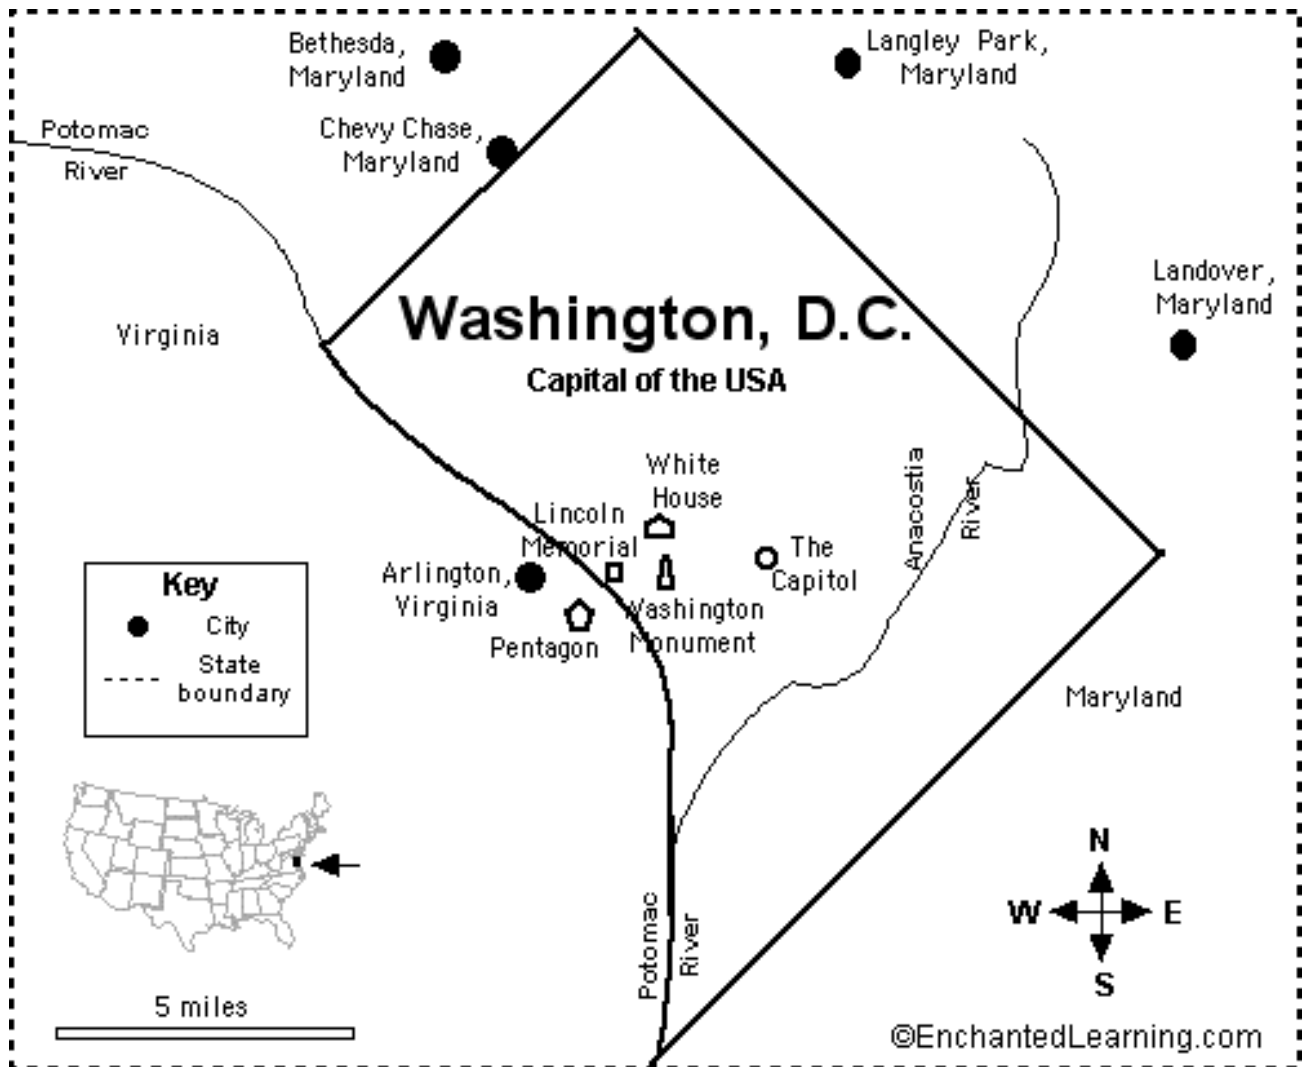 Bethesda,
Maryland
Langley Park,
Maryland
Potomac
River
Chevy Chase,
Maryland
Landover,
Maryland
Virginia
Washington, D.C.
Capital of the USA
White
House
Lincoln
Memorial
Anacostia
River
The
Capitol
Arlington,
Virginia
Washington
Monument
Pentagon
Key
City
State
boundary
Maryland
N
W E
S
Potomac
River
5 miles
©EnchantedLearning.com